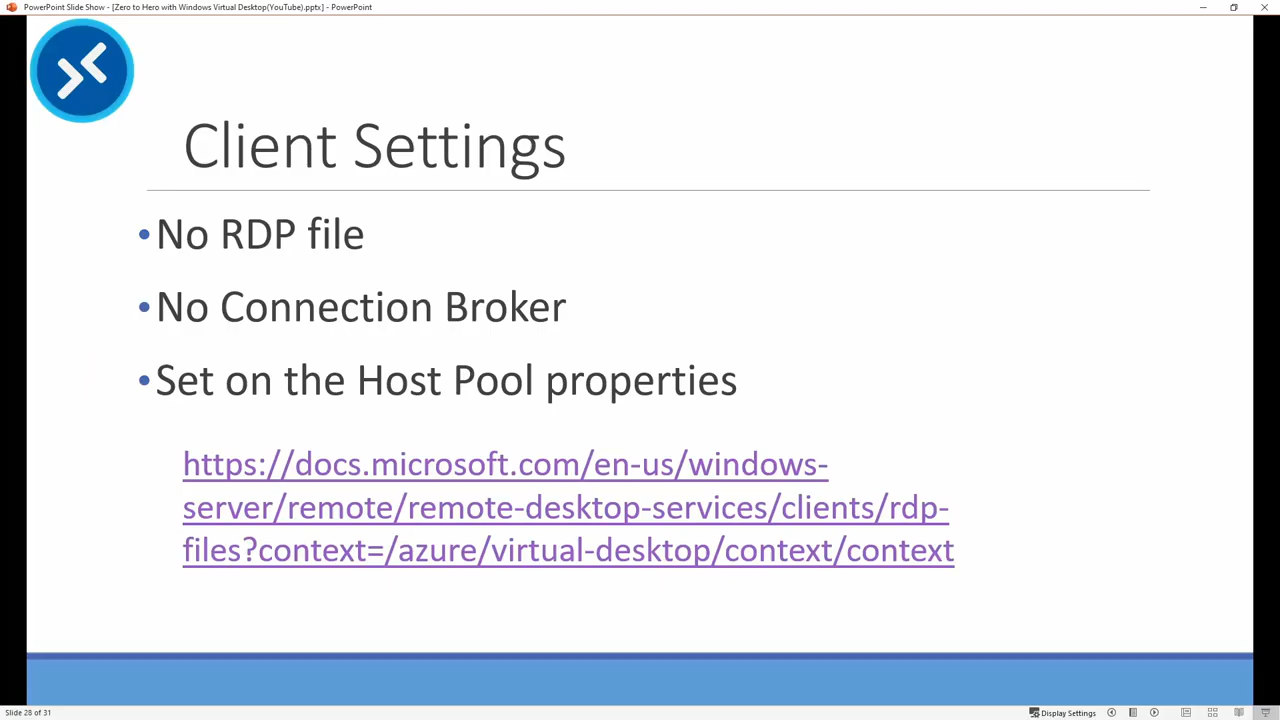 PowerPoint Slide Show - [Zero to Hero with Windows Virtual Desktop(YouTube).pptx] - PowerPoint
Client Settings
•No RDP file
•No Connection Broker
•Set on the Host Pool properties
https://docs.microsoft.com/en-us/windows-
server/remote/remote-desktop-services/clients/rdp-
files?context=/azure/virtual-desktop/context/context
Slide 28 of 31
Display Settings